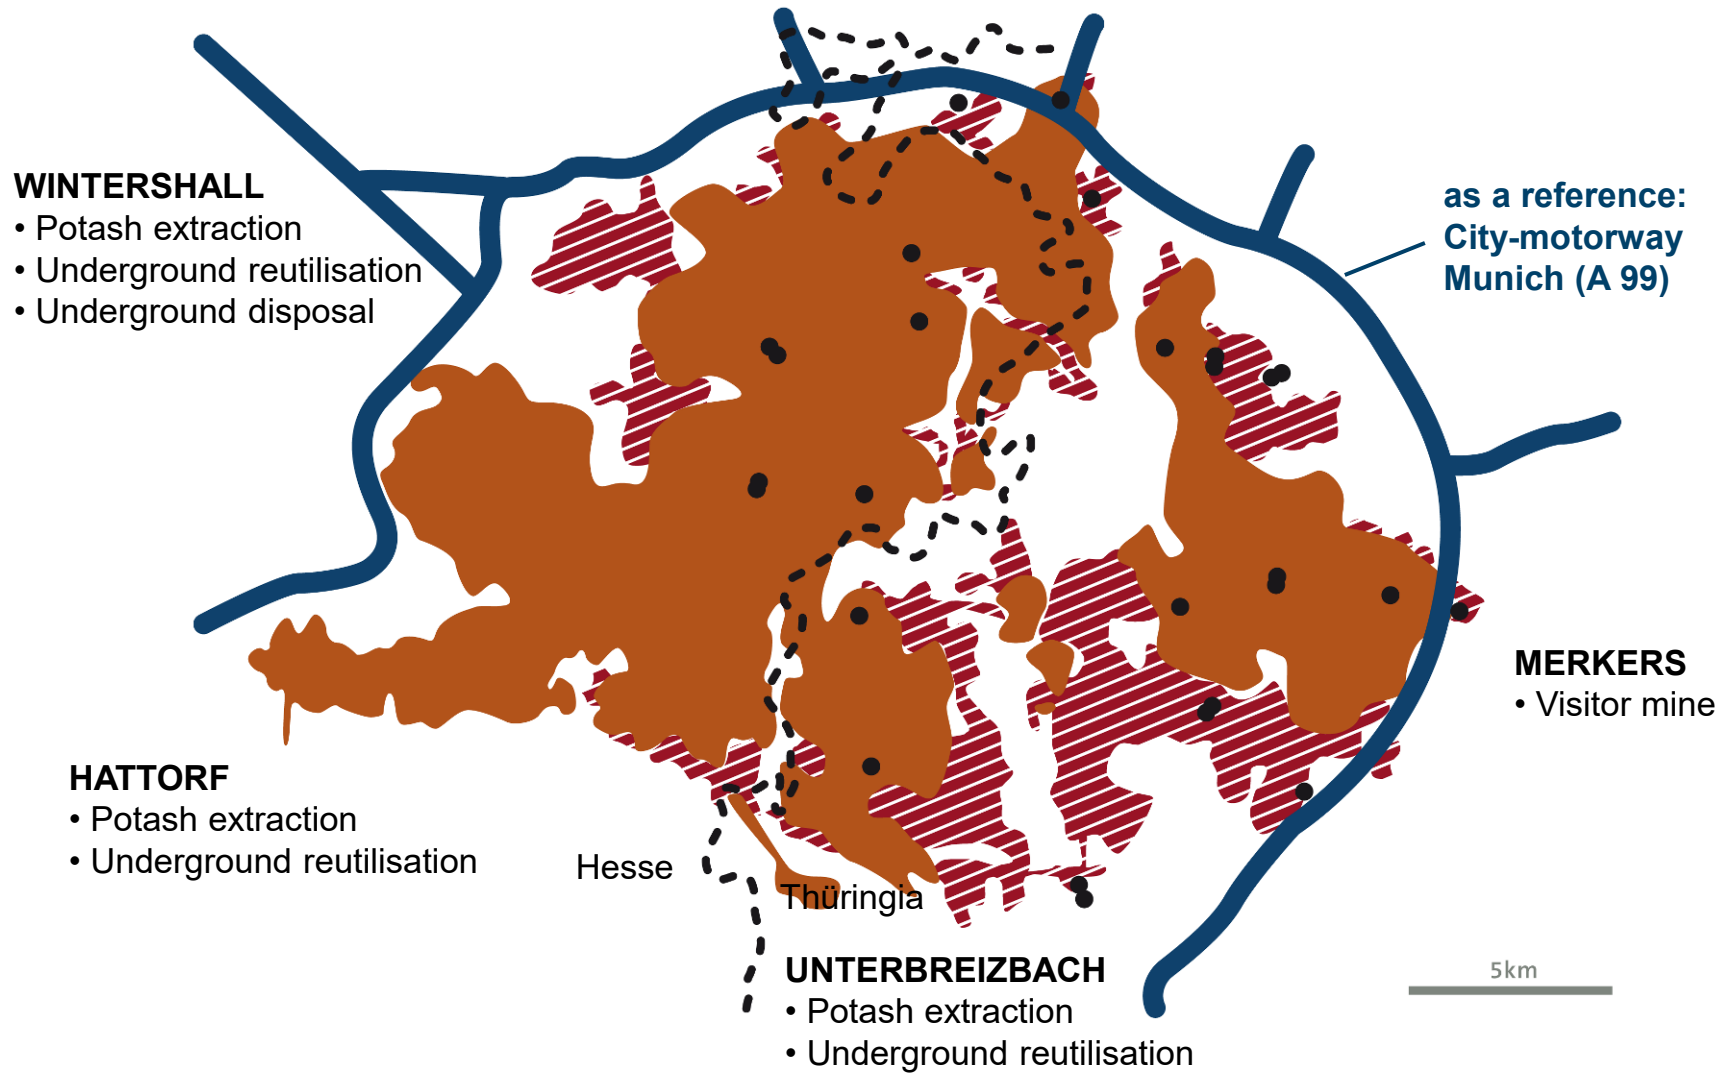 WINTERSHALL
• Potash extraction
• Underground reutilisation
• Underground disposal
as a reference:
City-motorway
Munich (A 99)
MERKERS
• Visitor mine
HATTORF
• Potash extraction
• Underground reutilisation
Hesse
Thüringia
UNTERBREIZBACH
• Potash extraction
• Underground reutilisation
5km